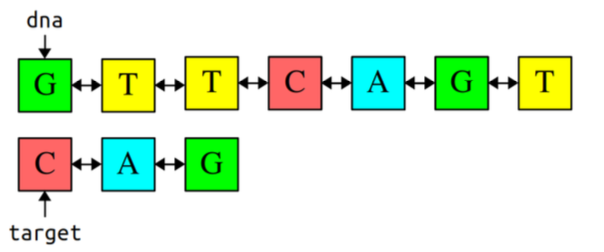 dna
G T T C A G T
C A G
target